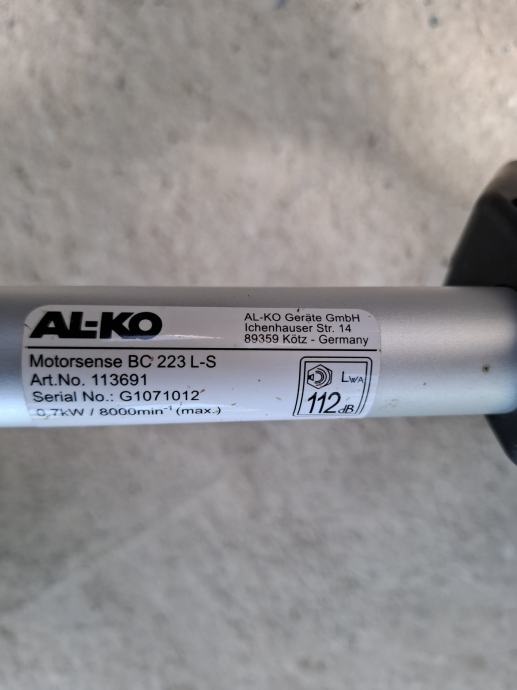 AL-KO
AL-KO Geräte GmbH
Ichenhauser Str. 14
89359 Kötz - Germany
Motorsense BC 223 L-S
Art.No. 113691
Serial No.: G1071012
0,7kW / 8000min⁻¹ (max.)
LWA
112 dB